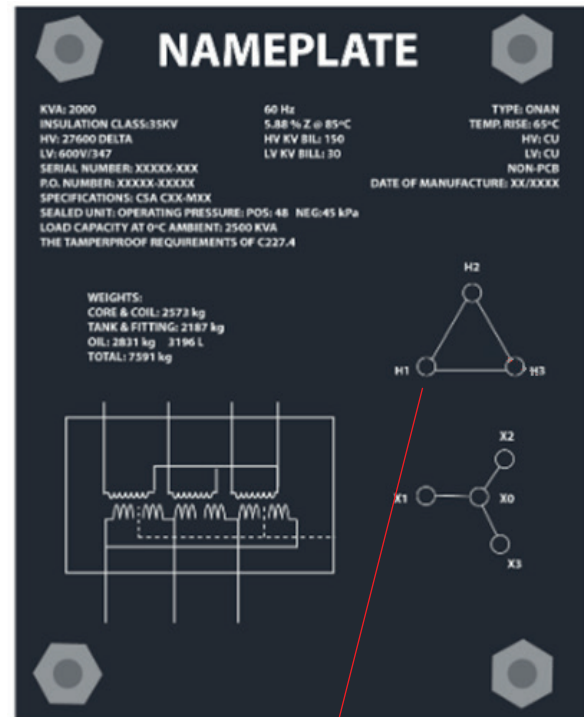 NAMEPLATE
KVA: 2000 60 Hz TYPE: ONAN
INSULATION CLASS:35KV 5.88 % Z @ 85°C TEMP. RISE: 65°C
HV: 27600 DELTA HV KV BIL: 150 HV: CU
LV: 600V/347 LV KV BILL: 30 LV: CU
SERIAL NUMBER: XXXXX-XXX NON-PCB
P.O. NUMBER: XXXXX-XXXXX DATE OF MANUFACTURE: XX/XXXX
SPECIFICATIONS: CSA CXX-MXX
SEALED UNIT: OPERATING PRESSURE: POS: 48 NEG:45 kPa
LOAD CAPACITY AT 0°C AMBIENT: 2500 KVA
THE TAMPERPROOF REQUIREMENTS OF C227.4
WEIGHTS:
CORE & COIL: 2573 kg
TANK & FITTING: 2187 kg
OIL: 2831 kg 3196 L
TOTAL: 7591 kg
H2
H1 H3
X2
X1 X0
X3